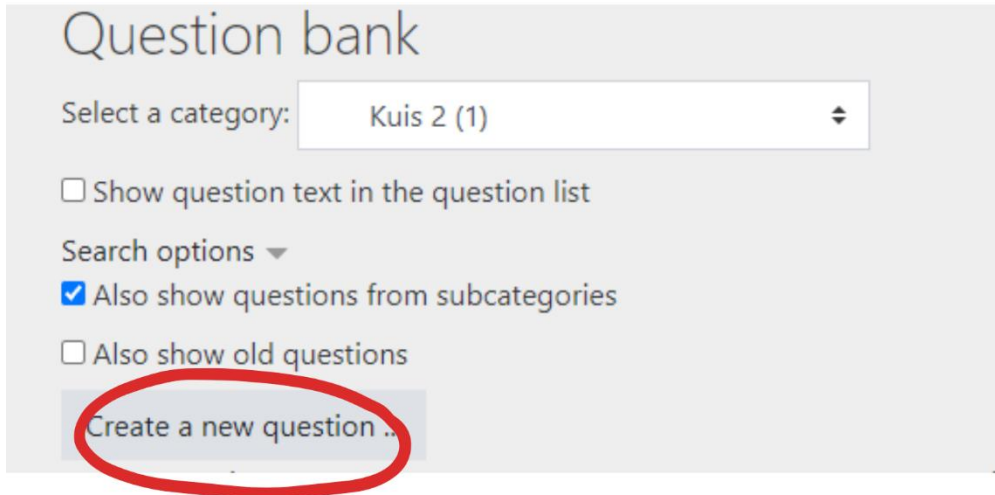 Question bank
Select a category: Kuis 2 (1)
Show question text in the question list
Search options
Also show questions from subcategories
Also show old questions
Create a new question ..